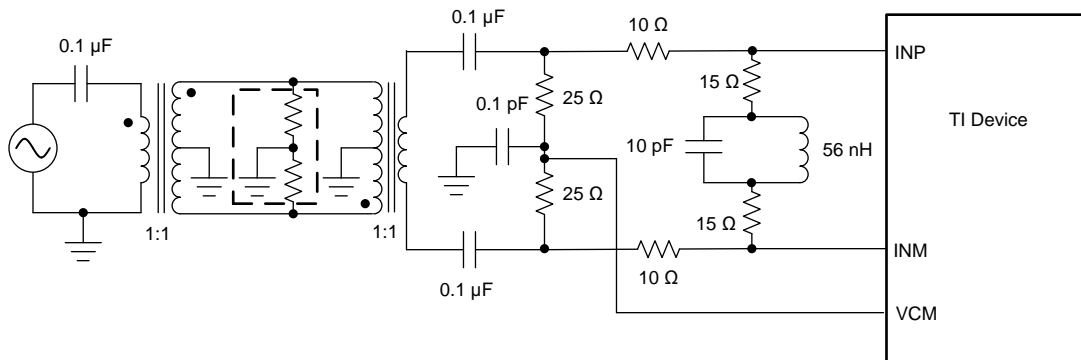 0.1 µF
0.1 µF
10 Ω
INP
15 Ω
0.1 pF
25 Ω
TI Device
10 pF
56 nH
25 Ω
15 Ω
1:1
1:1
INM
10 Ω
0.1 µF
VCM